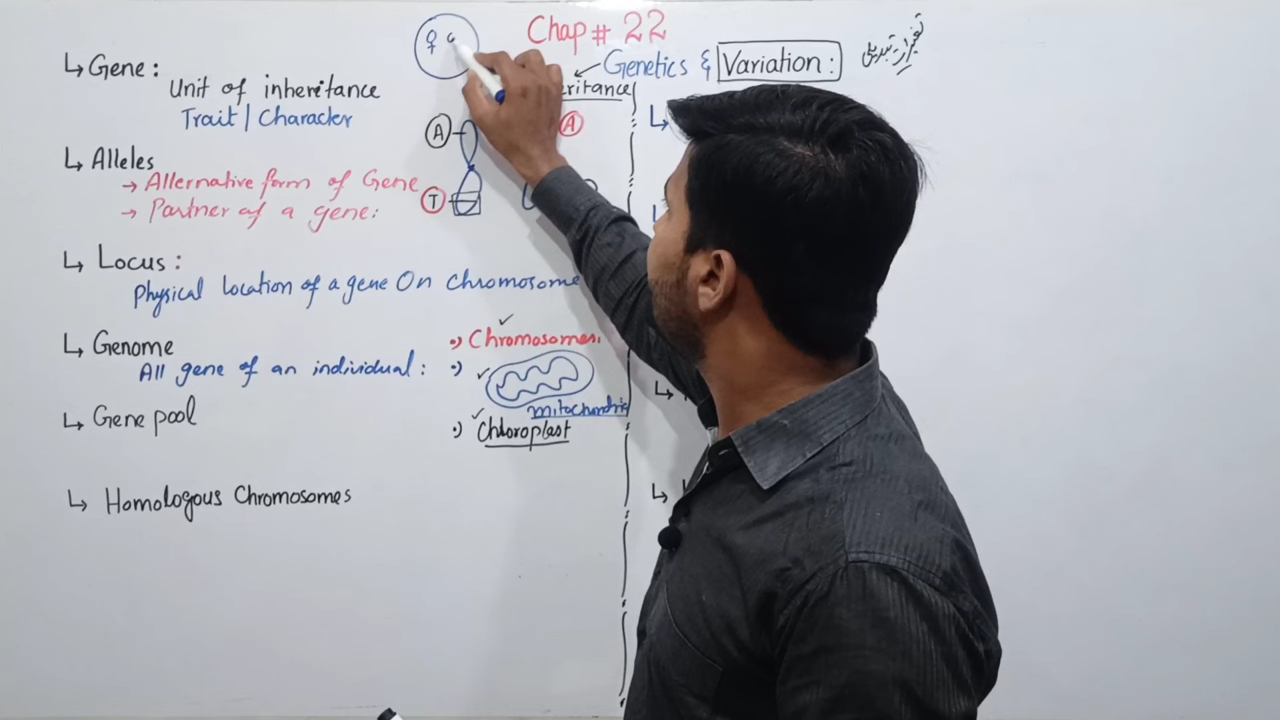 Chap # 22
Genetics & Variation :
eritance
↳ Gene :
Unit of inheritance
Trait / Character
↳ Alleles
→ Allernative form of Gene
→ Partner of a gene :
A
T
A
↳ Locus :
Physical Location of a gene On Chromosome
↳ Genome
All gene of an individual :
•) Chromosomes.
•)
mitochondria
•) Chloroplast
↳ Gene pool
↳ Homologous Chromosomes